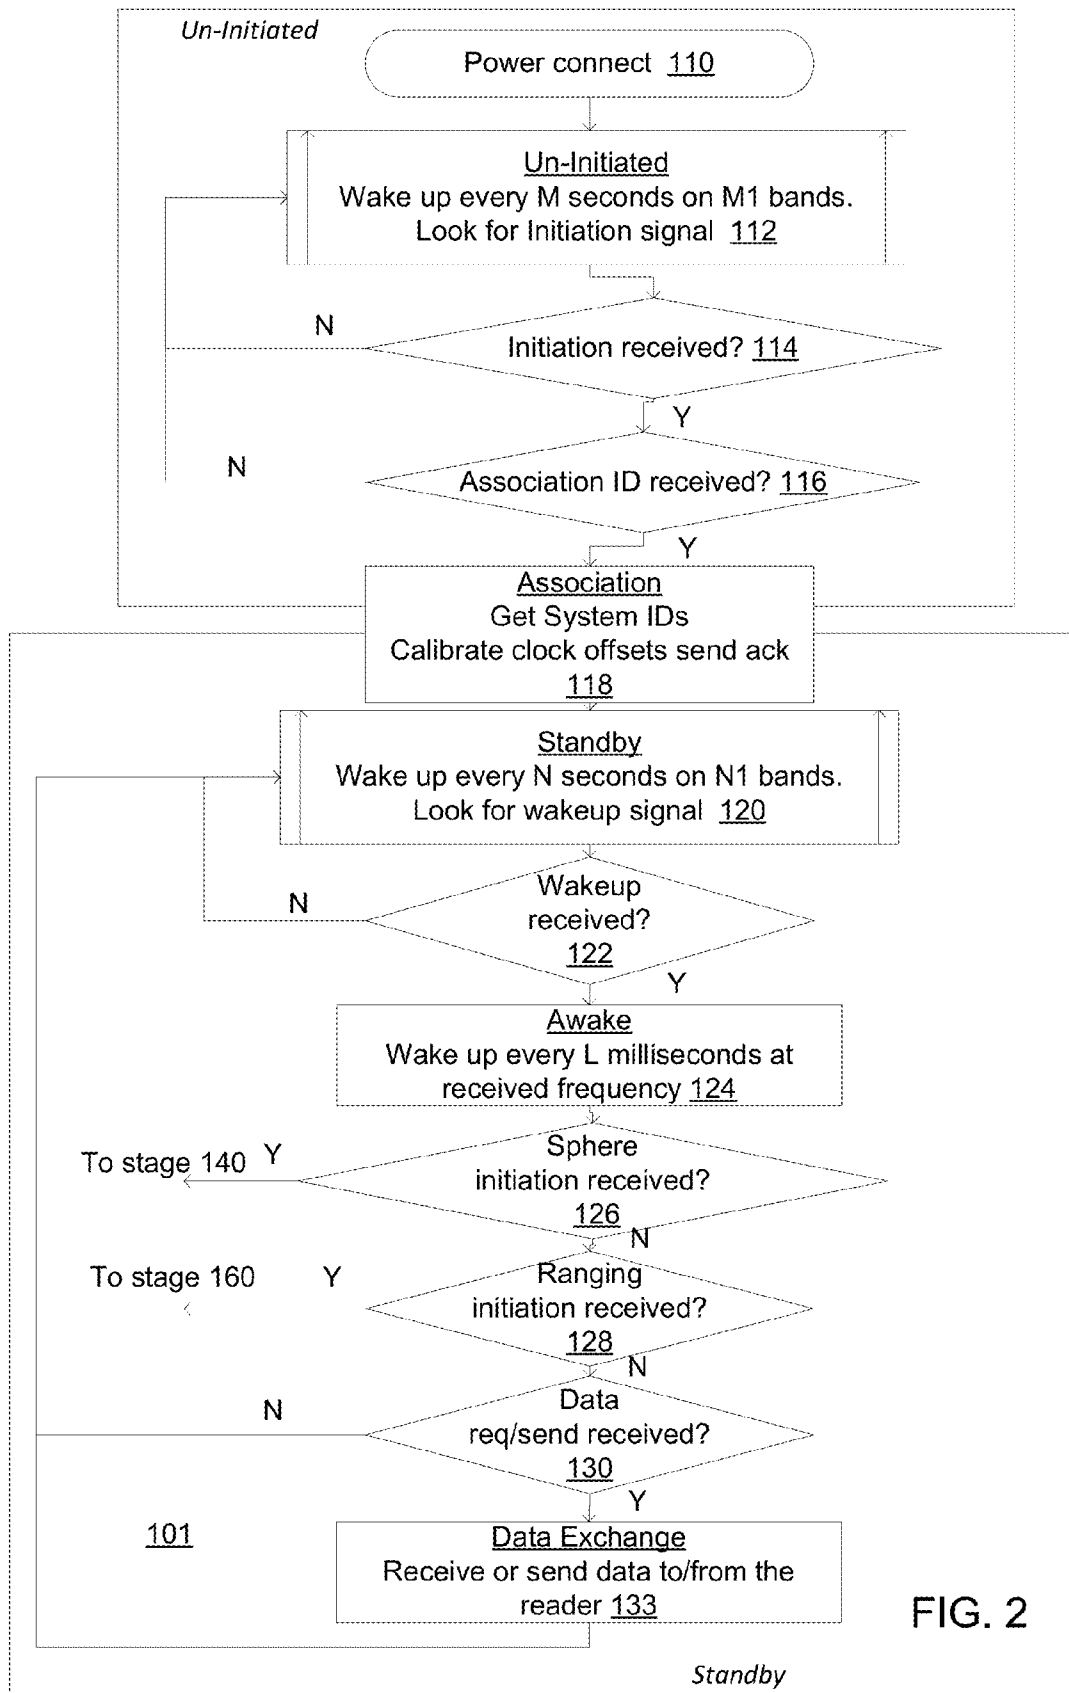 Un-Initiated
Power connect 110
Un-Initiated
Wake up every M seconds on M1 bands.
Look for Initiation signal 112
N
Initiation received? 114
Y
N
Association ID received? 116
Y
Association
Get System IDs
Calibrate clock offsets send ack
118
Standby
Wake up every N seconds on N1 bands.
Look for wakeup signal 120
N
Wakeup
received?
122
Y
Awake
Wake up every L milliseconds at
received frequency 124
To stage 140
Y
Sphere
initiation received?
126
N
To stage 160
Y
Ranging
initiation received?
128
N
N
Data
req/send received?
130
Y
101
Data Exchange
Receive or send data to/from the
reader 133
FIG. 2
Standby